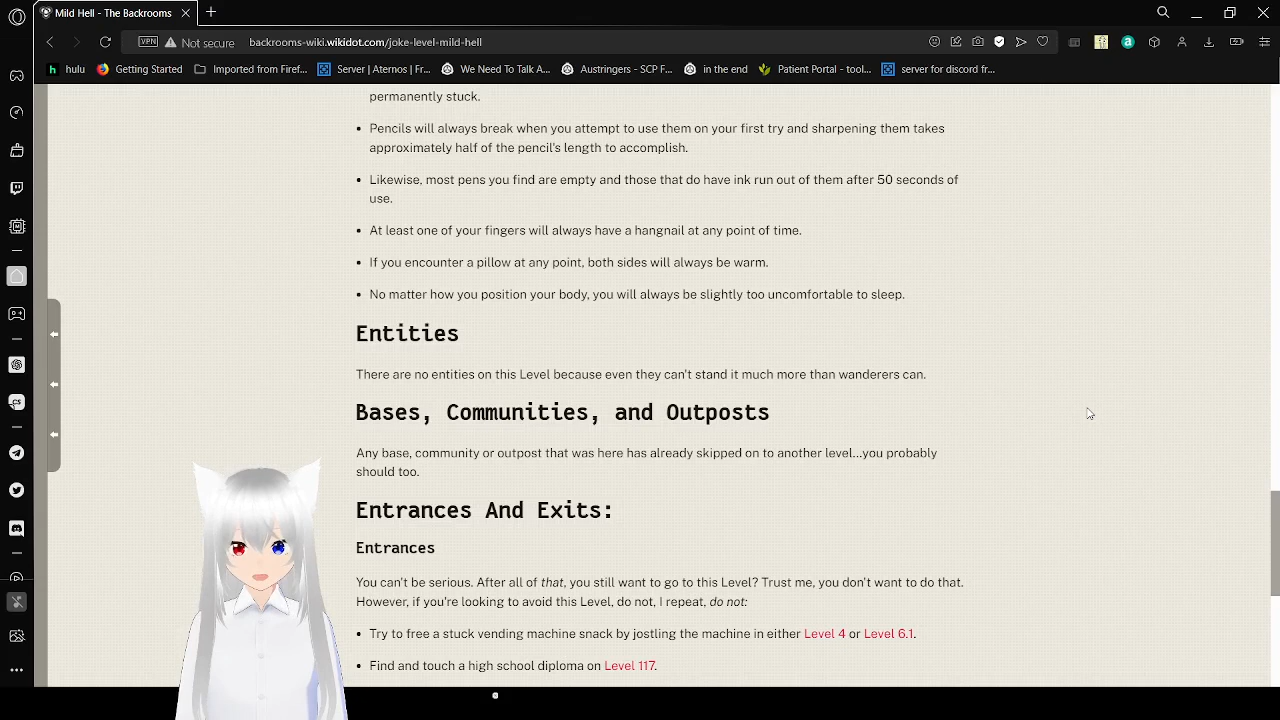 Mild Hell - The Backrooms
VPN Not secure backrooms-wiki.wikidot.com/joke-level-mild-hell
hulu Getting Started Imported from Firef... Server | Aternos | Fr... We Need To Talk A... Austringers - SCP F... in the end Patient Portal - tool... server for discord fr...
permanently stuck.
• Pencils will always break when you attempt to use them on your first try and sharpening them takes
approximately half of the pencil's length to accomplish.
• Likewise, most pens you find are empty and those that do have ink run out of them after 50 seconds of
use.
• At least one of your fingers will always have a hangnail at any point of time.
• If you encounter a pillow at any point, both sides will always be warm.
• No matter how you position your body, you will always be slightly too uncomfortable to sleep.
Entities
There are no entities on this Level because even they can't stand it much more than wanderers can.
Bases, Communities, and Outposts
Any base, community or outpost that was here has already skipped on to another level...you probably
should too.
Entrances And Exits:
Entrances
You can't be serious. After all of that, you still want to go to this Level? Trust me, you don't want to do that.
However, if you're looking to avoid this Level, do not, I repeat, do not:
• Try to free a stuck vending machine snack by jostling the machine in either Level 4 or Level 6.1.
• Find and touch a high school diploma on Level 117.